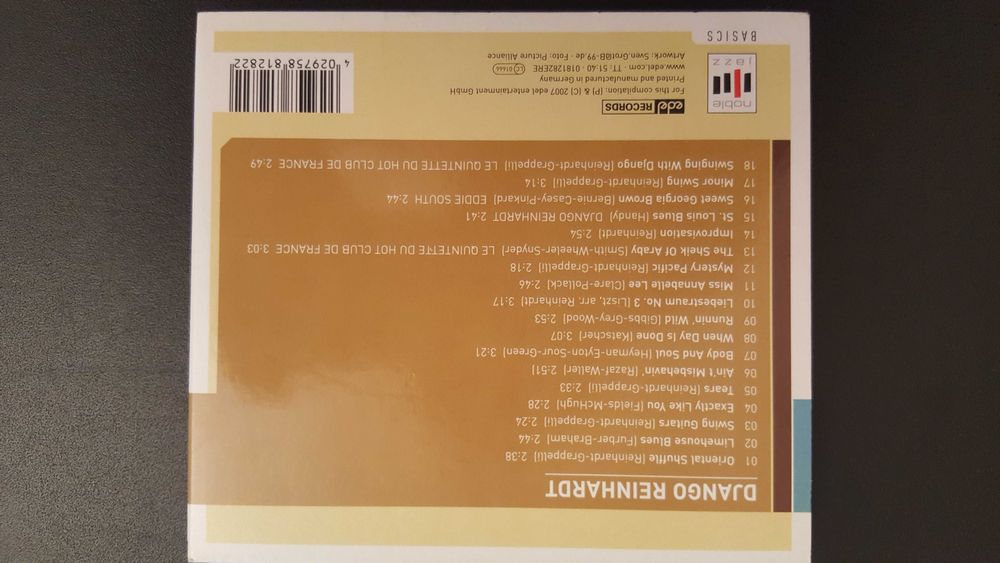 DJANGO REINHARDT
01 Oriental Shuffle [Reinhardt-Grappelli] 2:38
02 Limehouse Blues [Furber-Braham] 2:44
03 Swing Guitars [Reinhardt-Grappelli] 2:24
04 Exactly Like You [Fields-McHugh] 2:28
05 Tears [Reinhardt-Grappelli] 2:33
06 Ain't Misbehavin' [Razaf-Waller] 2:51]
07 Body And Soul [Heyman-Eyton-Sour-Green] 3:21
08 When Day Is Done [Katscher] 3:07
09 Runnin' Wild [Gibbs-Grey-Wood] 2:53
10 Liebestraum No. 3 [Liszt, arr. Reinhardt] 3:17
11 Miss Annabelle Lee [Clare-Pollack] 2:46
12 Mystery Pacific [Reinhardt-Grappelli] 2:18
13 The Sheik Of Araby [Smith-Wheeler-Snyder] LE QUINTETTE DU HOT CLUB DE FRANCE 3:03
14 Improvisation [Reinhardt] 2:54
15 St. Louis Blues [Handy] DJANGO REINHARDT 2:41
16 Sweet Georgia Brown [Bernie-Casey-Pinkard] EDDIE SOUTH 2:44
17 Minor Swing [Reinhardt-Grappelli] 3:14
18 Swinging With Django [Reinhardt-Grappelli] LE QUINTETTE DU HOT CLUB DE FRANCE 2:49
noble
jazz
BASICS
edel RECORDS
For this compilation: (P) & (C) 2007 edel entertainment GmbH
Printed and manufactured in Germany
www.edel.com · TT: 51:40 · 0181282ERE LC 01666
Artwork: Sven.Grot@B-99.de · Foto: Picture Alliance
4 029758 812822